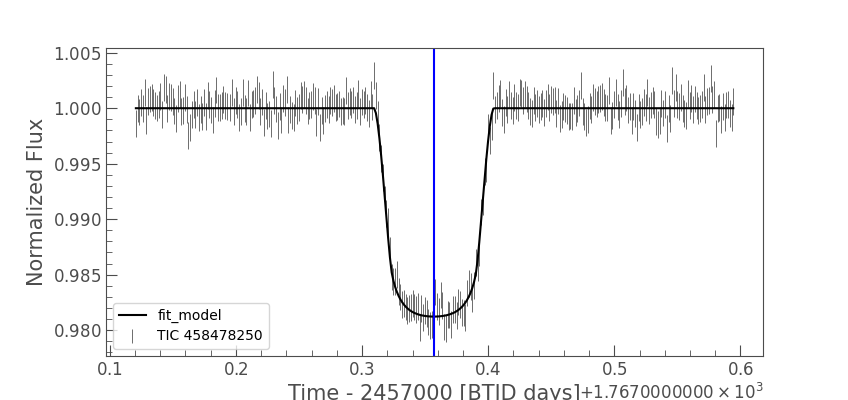 1.005
1.000
0.995
0.990
0.985
0.980
Normalized Flux
fit_model
TIC 458478250
0.1 0.2 0.3 0.4 0.5 0.6
Time - 2457000 [BTJD days]
+1.7670000000 × 10³